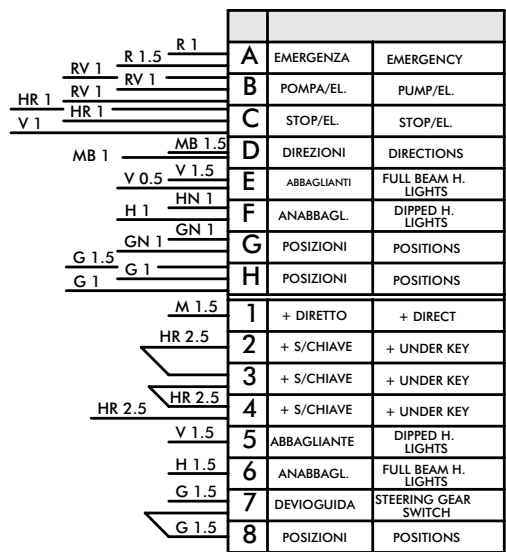 R 1
R 1.5
A EMERGENZA EMERGENCY
RV 1
RV 1
B POMPA/EL. PUMP/EL.
RV 1
HR 1
HR 1
C STOP/EL. STOP/EL.
V 1
MB 1.5
D DIREZIONI DIRECTIONS
MB 1
V 1.5
V 0.5
E ABBAGLIANTI FULL BEAM H.
LIGHTS
HN 1
H 1
F ANABBAGL. DIPPED H.
LIGHTS
GN 1
GN 1
G POSIZIONI POSITIONS
G 1.5
G 1
H POSIZIONI POSITIONS
G 1
M 1.5
1 + DIRETTO + DIRECT
HR 2.5
2 + S/CHIAVE + UNDER KEY
3 + S/CHIAVE + UNDER KEY
HR 2.5
HR 2.5
4 + S/CHIAVE + UNDER KEY
V 1.5
5 ABBAGLIANTE DIPPED H.
LIGHTS
H 1.5
6 ANABBAGL. FULL BEAM H.
LIGHTS
G 1.5
7 DEVIOGUIDA STEERING GEAR
SWITCH
G 1.5
8 POSIZIONI POSITIONS